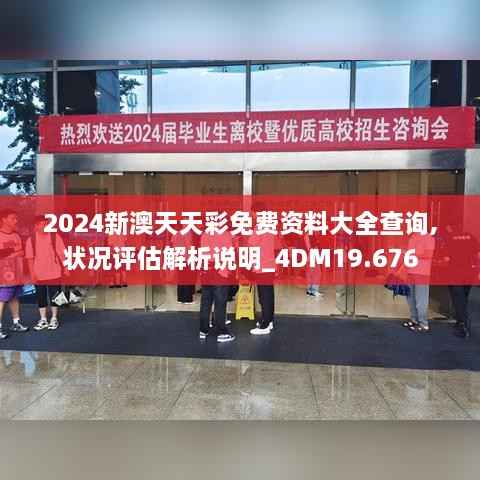 热烈欢送2024届毕业生离校暨优质高校招生咨询会
2024新澳天天彩免费资料大全查询,
状况评估解析说明_4DM19.676